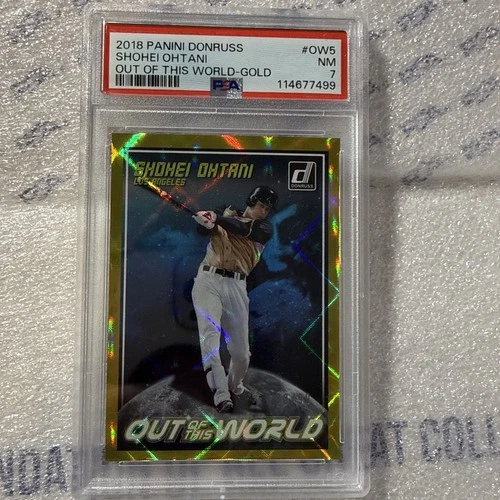 2018 PANINI DONRUSS #OW5
SHOHEI OHTANI NM
OUT OF THIS WORLD-GOLD 7
PSA 114677499
SHOHEI OHTANI
LOS ANGELES
d
DONRUSS
OUT OF THIS WORLD